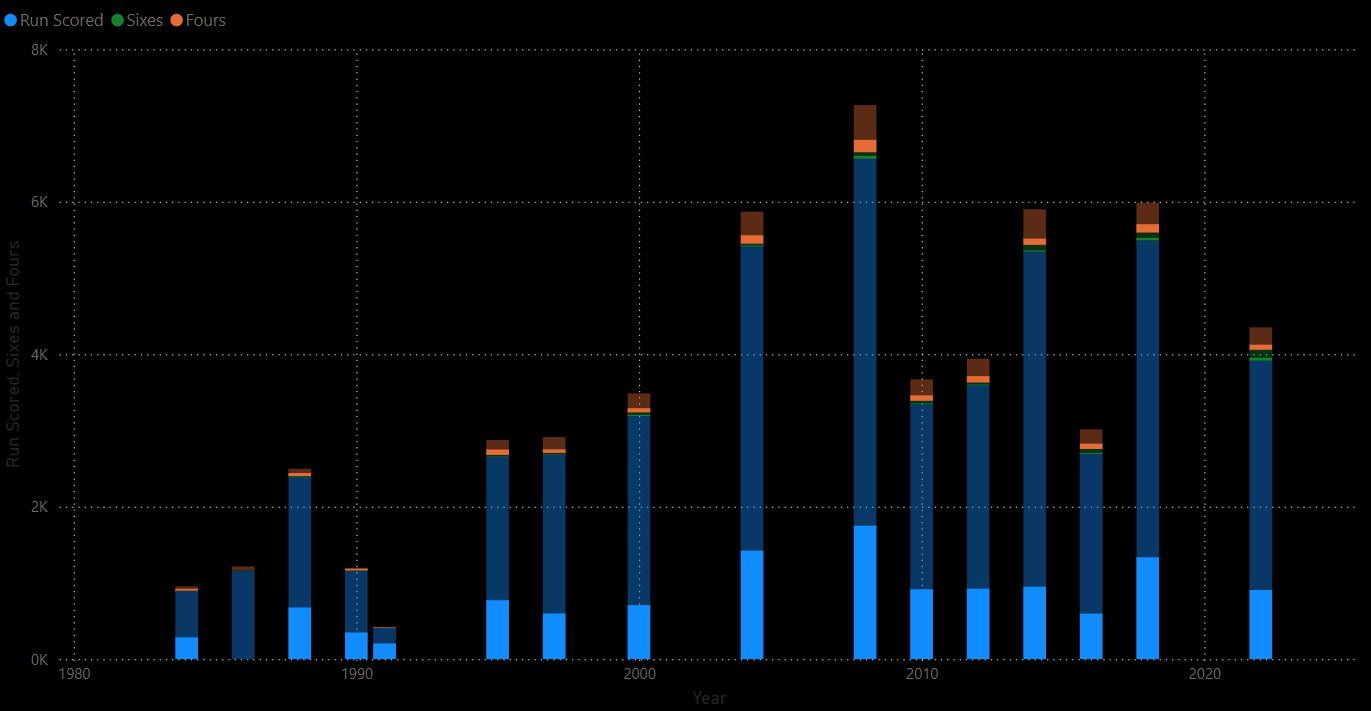 Run Scored Sixes Fours
8K
6K
4K
2K
0K
Run Scored, Sixes and Fours
1980 1990 2000 2010 2020
Year